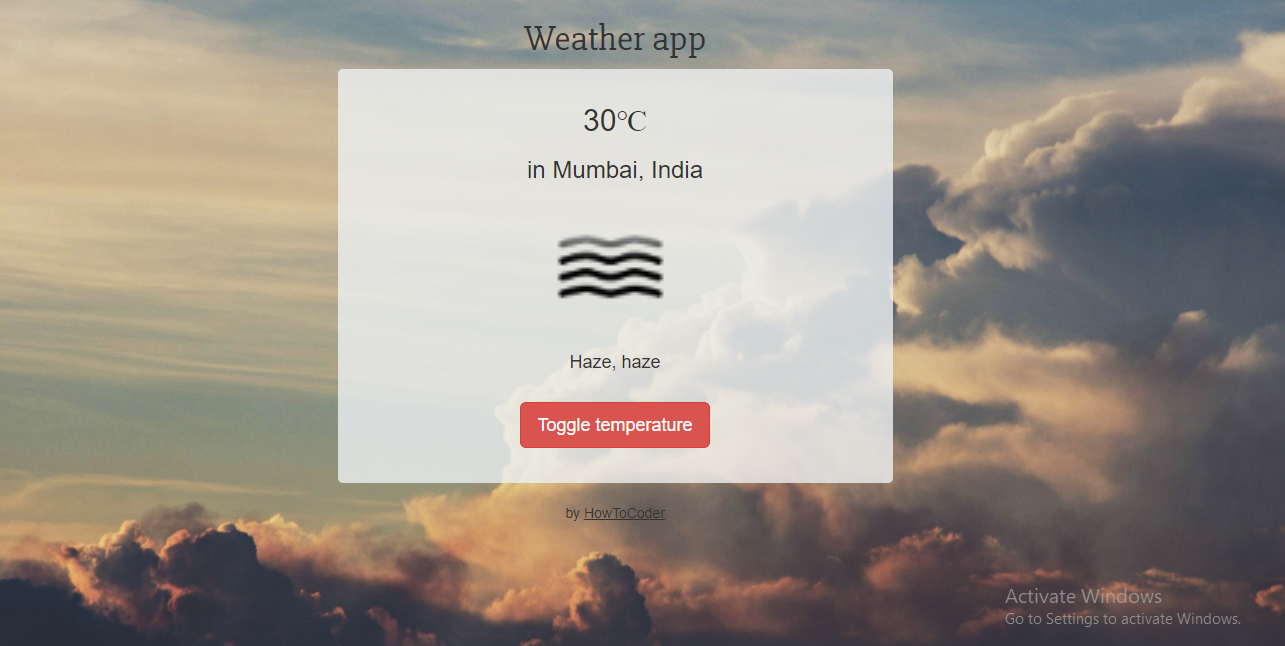 Weather app
30℃
in Mumbai, India
Haze, haze
Toggle temperature
by HowToCoder
Activate Windows
Go to Settings to activate Windows.